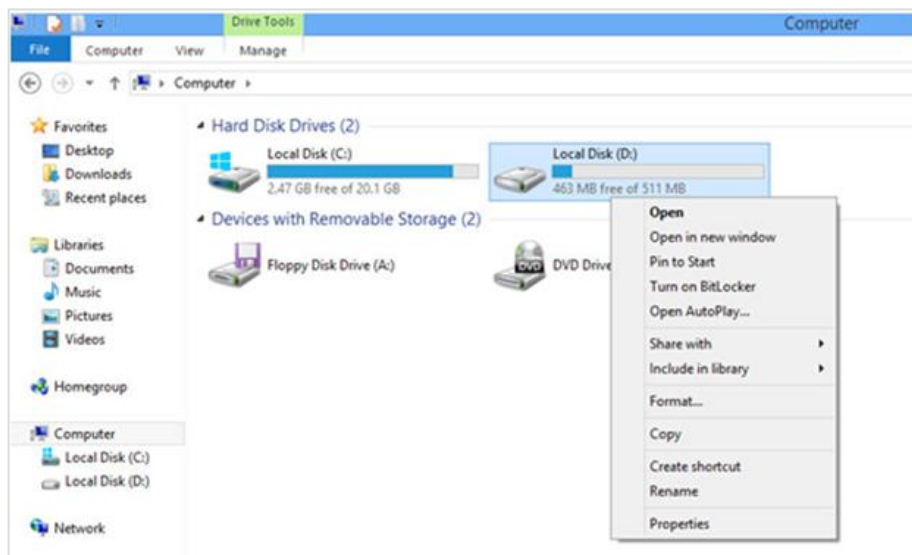 Drive Tools
Computer
File
Computer
View
Manage
Computer
Favorites
Desktop
Downloads
Recent places
Libraries
Documents
Music
Pictures
Videos
Homegroup
Computer
Local Disk (C:)
Local Disk (D:)
Network
Hard Disk Drives (2)
Local Disk (C:)
2.47 GB free of 20.1 GB
Local Disk (D:)
463 MB free of 511 MB
Devices with Removable Storage (2)
Floppy Disk Drive (A:)
DVD
DVD Drive
Open
Open in new window
Pin to Start
Turn on BitLocker
Open AutoPlay...
Share with
Include in library
Format...
Copy
Create shortcut
Rename
Properties